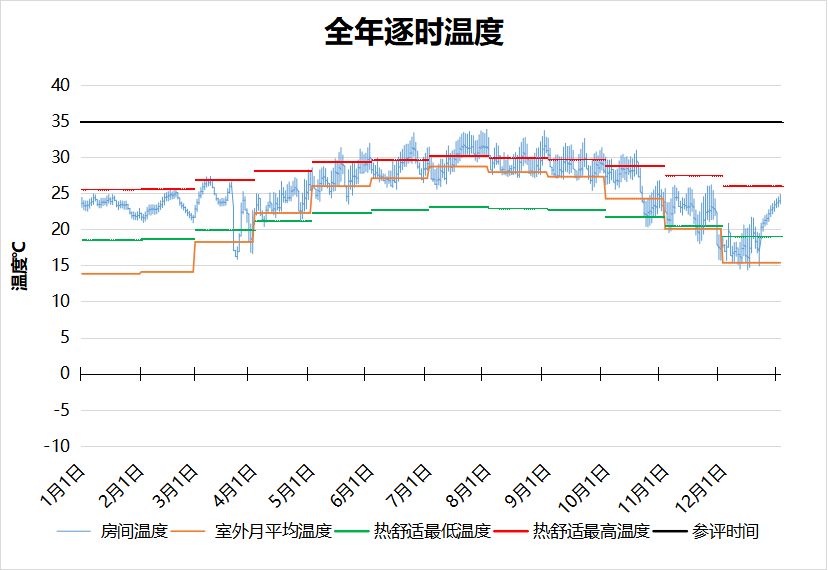 全年逐时温度
温度℃
40
35
30
25
20
15
10
5
0
-5
-10
1月1日
2月1日
3月1日
4月1日
5月1日
6月1日
7月1日
8月1日
9月1日
10月1日
11月1日
12月1日
房间温度 室外月平均温度 热舒适最低温度 热舒适最高温度 参评时间